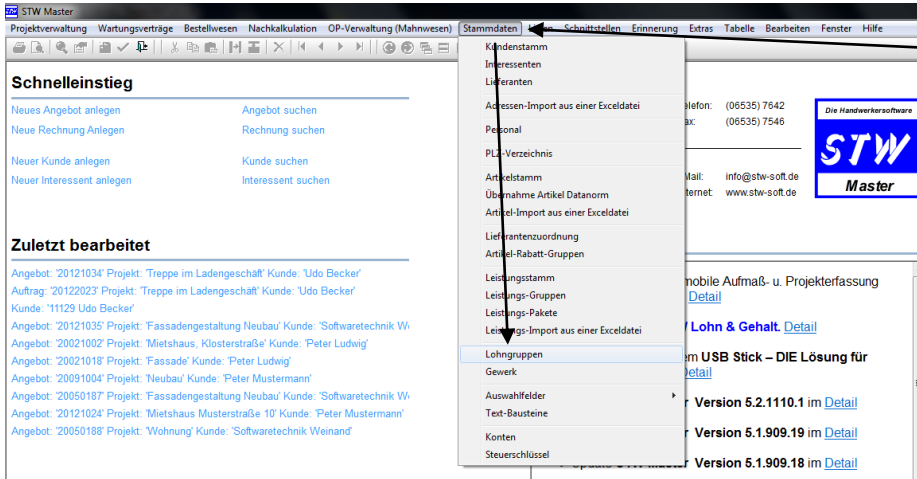 STW Master
Projektverwaltung Wartungsverträge Bestellwesen Nachkalkulation OP-Verwaltung (Mahnwesen) Stammdaten Schnittstellen Erinnerung Extras Tabelle Bearbeiten Fenster Hilfe
Schnelleinstieg
Neues Angebot anlegen Angebot suchen
Neue Rechnung Anlegen Rechnung suchen
Neuer Kunde anlegen Kunde suchen
Neuer Interessent anlegen Interessent suchen
Zuletzt bearbeitet
Angebot: '20121034' Projekt: 'Treppe im Ladengeschäft' Kunde: 'Udo Becker'
Auftrag: '20122023' Projekt: 'Treppe im Ladengeschäft' Kunde: 'Udo Becker'
Kunde: '11129 Udo Becker'
Angebot: '20121035' Projekt: 'Fassadengestaltung Neubau' Kunde: 'Softwaretechnik W
Angebot: '20021002' Projekt: 'Mietshaus, Klosterstraße' Kunde: 'Peter Ludwig'
Angebot: '20021018' Projekt: 'Fassade' Kunde: 'Peter Ludwig'
Angebot: '20091004' Projekt: 'Neubau' Kunde: 'Peter Mustermann'
Angebot: '20050187' Projekt: 'Fassadengestaltung Neubau' Kunde: 'Softwaretechnik W
Angebot: '20121024' Projekt: 'Mietshaus Musterstraße 10' Kunde: 'Peter Mustermann'
Angebot: '20050188' Projekt: 'Wohnung' Kunde: 'Softwaretechnik Weinand'
Kundenstamm
Interessenten
Lieferanten
Adressen-Import aus einer Exceldatei
Personal
PLZ-Verzeichnis
Artikelstamm
Übernahme Artikel Datanorm
Artikel-Import aus einer Exceldatei
Lieferantenzuordnung
Artikel-Rabatt-Gruppen
Leistungsstamm
Leistungs-Gruppen
Leistungs-Pakete
Leistungs-Import aus einer Exceldatei
Lohngruppen
Gewerk
Auswahlfelder
Text-Bausteine
Konten
Steuerschlüssel
elefon: (06535) 7642
ax: (06535) 7546
Mail: info@stw-soft.de
ternet: www.stw-soft.de
Die Handwerkersoftware
STW
Master
mobile Aufmaß- u. Projekterfassung
Detail
Lohn & Gehalt. Detail
em USB Stick – DIE Lösung für
Detail
r Version 5.2.1110.1 im Detail
r Version 5.1.909.19 im Detail
r Version 5.1.909.18 im Detail